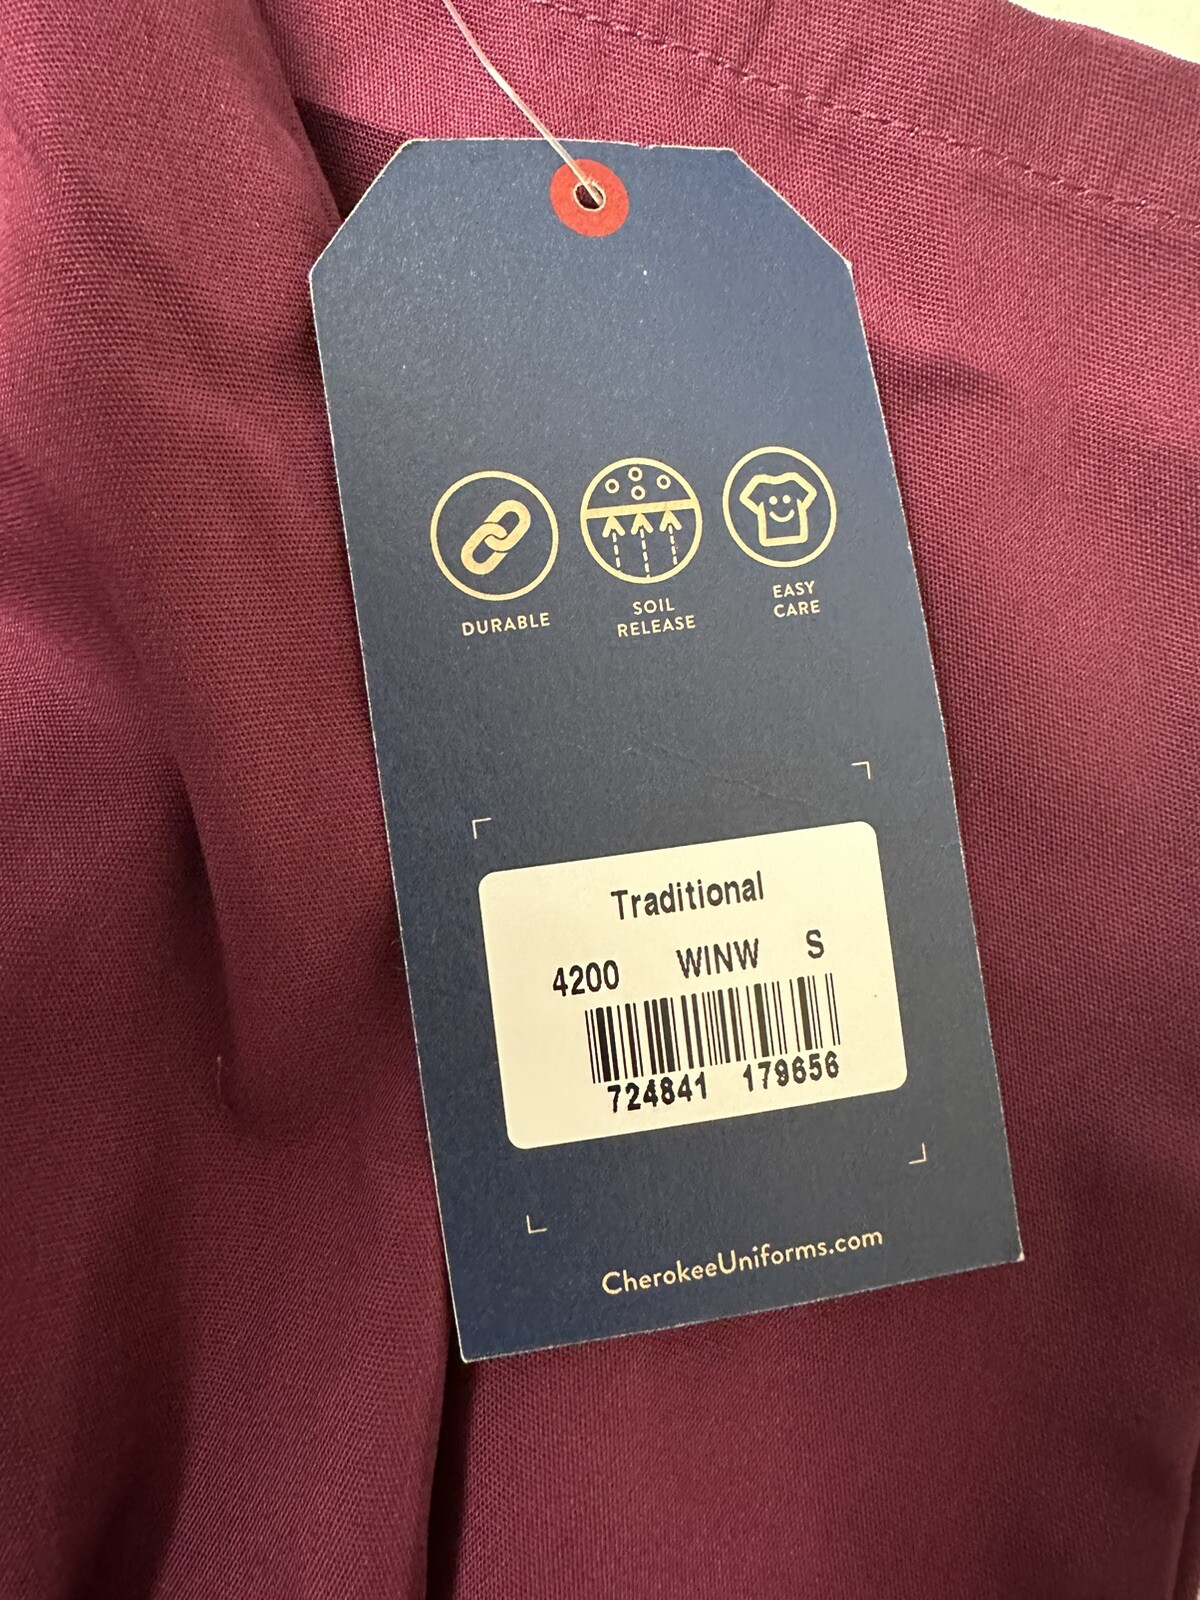 DURABLE
SOIL
RELEASE
EASY
CARE
Traditional
4200 WINW S
724841 179656
CherokeeUniforms.com